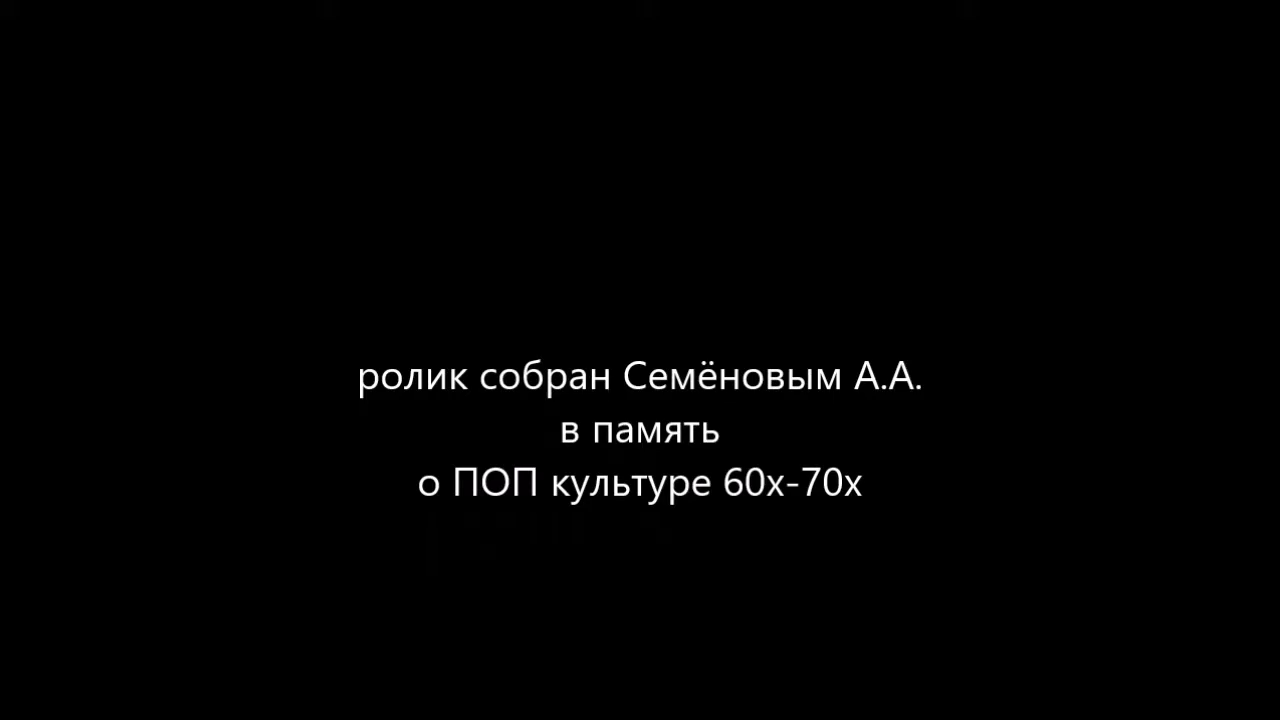 ролик собран Семёновым А.А.
в память
о ПОП культуре 60х-70х